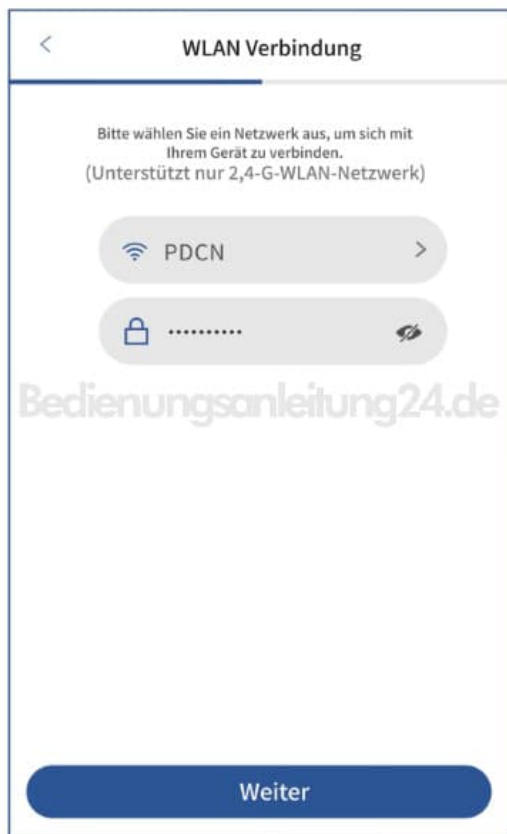 WLAN Verbindung
Bitte wählen Sie ein Netzwerk aus, um sich mit
Ihrem Gerät zu verbinden.
(Unterstützt nur 2,4-G-WLAN-Netzwerk)
PDCN
••••••••••
Bedienungsanleitung24.de
Weiter